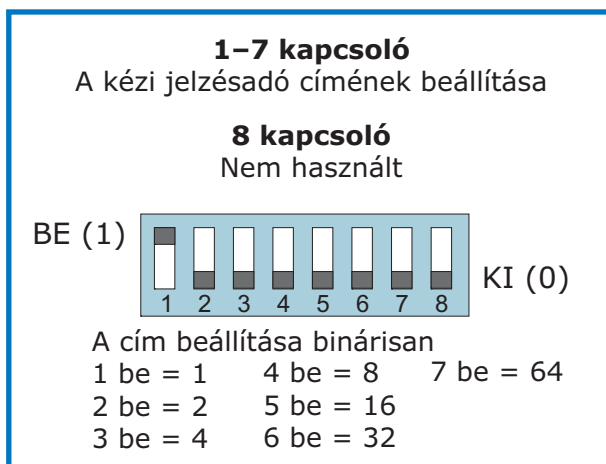 1–7 kapcsoló
A kézi jelzésadó címének beállítása
8 kapcsoló
Nem használt
BE (1)
KI (0)
1 2 3 4 5 6 7 8
A cím beállítása binárisan
1 be = 1 4 be = 8 7 be = 64
2 be = 2 5 be = 16
3 be = 4 6 be = 32